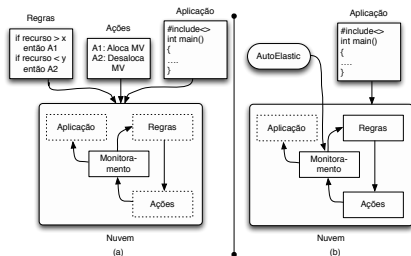 Regras
if recurso > x
então A1
if recurso < y
então A2
Ações
A1: Aloca MV
A2: Desaloca
MV
Aplicação
#include<>
int main()
{
....
}
Aplicação
Regras
Monitora-
mento
Ações
Nuvem
(a)
Aplicação
#include<>
int main()
{
....
}
AutoElastic
Aplicação
Regras
Monitora-
mento
Ações
Nuvem
(b)